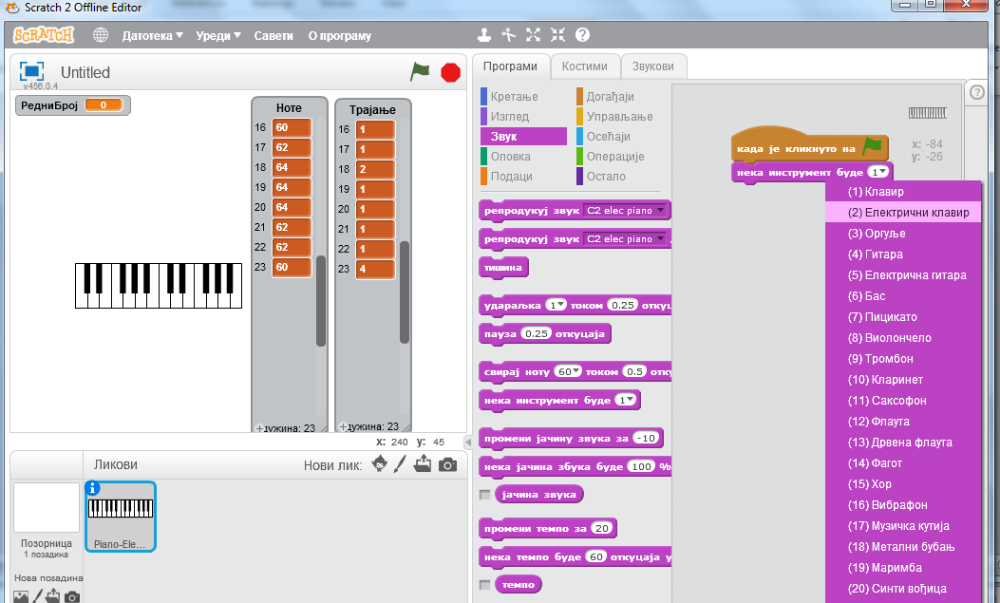 Scratch 2 Offline Editor
SCRATCH Датотека Уреди Савети О програму
Untitled
v456.0.4
РедниБрој 0
Ноте
16 60
17 62
18 64
19 64
20 64
21 62
22 62
23 60
дужина: 23
Трајање
16 1
17 1
18 2
19 1
20 1
21 1
22 1
23 4
дужина: 23
x: 240 y: 45
Ликови
Нови лик:
Позорница
1 позадина
Нова позадина
Piano-Ele...
Програми Костими Звукови
Кретање Догађаји
Изглед Управљање
Звук Осећаји
Оловка Операције
Подаци Остало
репродукуј звук C2 elec piano
репродукуј звук C2 elec piano
тишина
удараљка 1 током 0.25 откуц
пауза 0.25 откуцаја
свирај ноту 60 током 0.5 отку
нека инструмент буде 1
промени јачину звука за -10
нека јачина збука буде 100 %
јачина звука
промени темпо за 20
нека темпо буде 60 откуцаја у
темпо
x: -84
y: -26
када је кликнуто на
нека инструмент буде 1
(1) Клавир
(2) Електрични клавир
(3) Оргуље
(4) Гитара
(5) Електрична гитара
(6) Бас
(7) Пицикато
(8) Виолончело
(9) Тромбон
(10) Кларинет
(11) Саксофон
(12) Флаута
(13) Дрвена флаута
(14) Фагот
(15) Хор
(16) Вибрафон
(17) Музичка кутија
(18) Метални бубањ
(19) Маримба
(20) Синти вођица